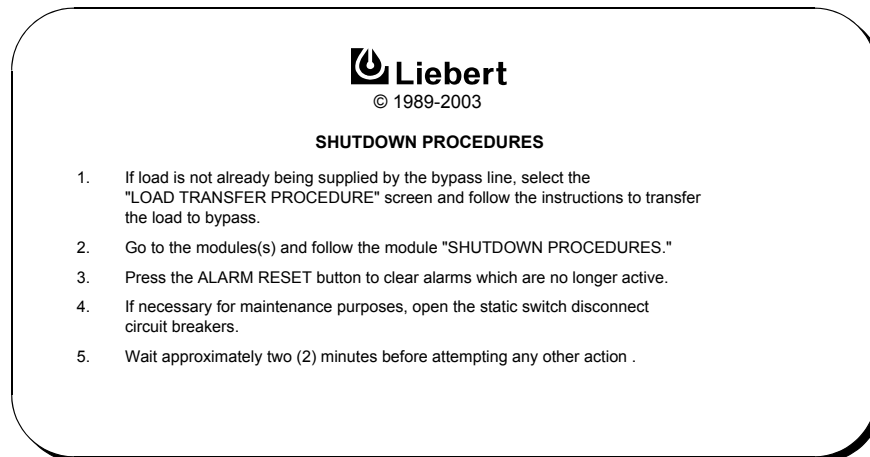 Liebert
© 1989-2003
SHUTDOWN PROCEDURES
1. If load is not already being supplied by the bypass line, select the
"LOAD TRANSFER PROCEDURE" screen and follow the instructions to transfer
the load to bypass.
2. Go to the modules(s) and follow the module "SHUTDOWN PROCEDURES."
3. Press the ALARM RESET button to clear alarms which are no longer active.
4. If necessary for maintenance purposes, open the static switch disconnect
circuit breakers.
5. Wait approximately two (2) minutes before attempting any other action .